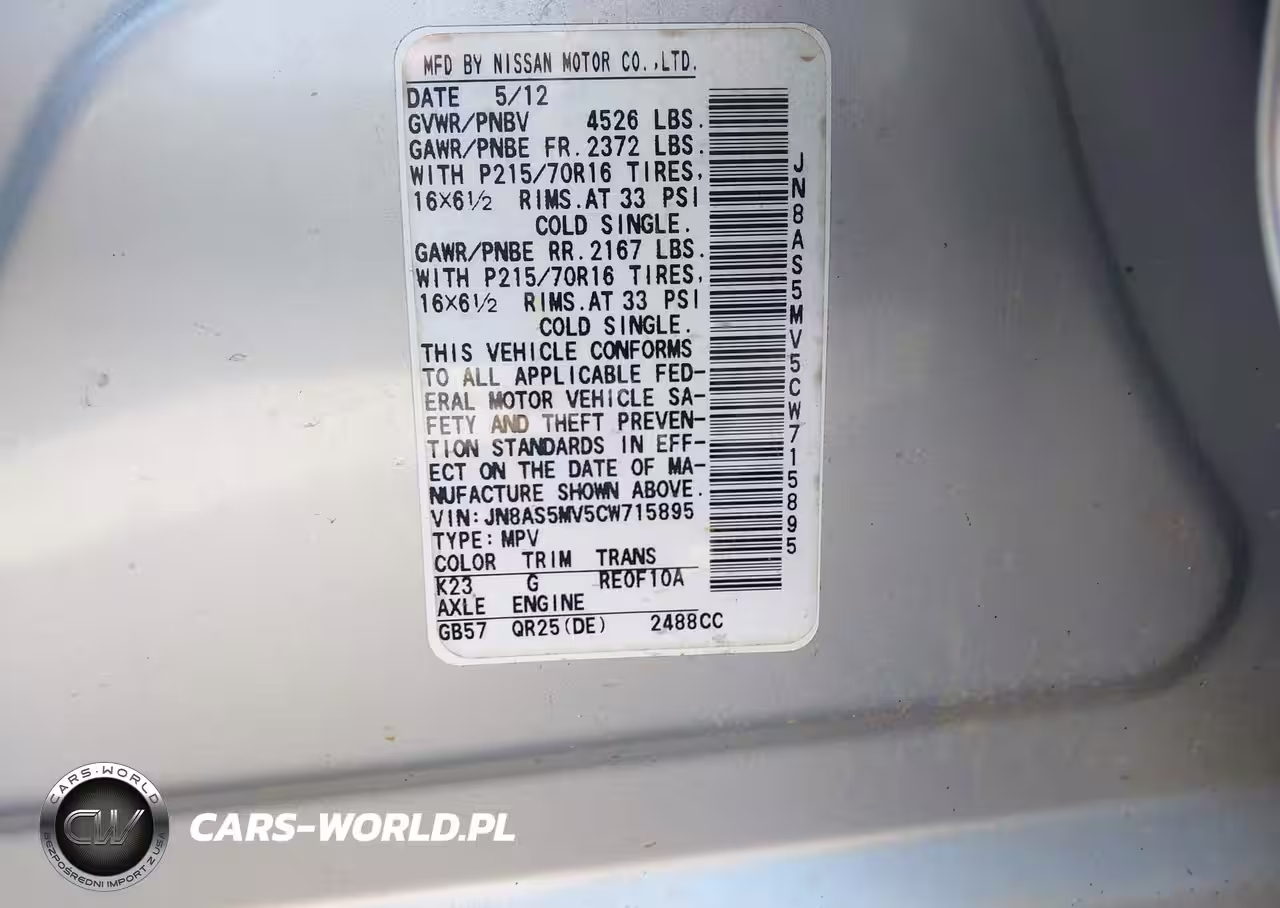 MFD BY NISSAN MOTOR CO.,LTD.
DATE 5/12
GVWR/PNBV 4526 LBS.
GAWR/PNBE FR.2372 LBS.
WITH P215/70R16 TIRES,
16×6½ RIMS.AT 33 PSI
COLD SINGLE.
GAWR/PNBE RR.2167 LBS.
WITH P215/70R16 TIRES,
16×6½ RIMS.AT 33 PSI
COLD SINGLE.
THIS VEHICLE CONFORMS
TO ALL APPLICABLE FED-
ERAL MOTOR VEHICLE SA-
FETY AND THEFT PREVEN-
TION STANDARDS IN EFF-
ECT ON THE DATE OF MA-
NUFACTURE SHOWN ABOVE.
VIN:JN8AS5MV5CW715895
TYPE:MPV
COLOR TRIM TRANS
K23 G RE0F10A
AXLE ENGINE
GB57 QR25(DE) 2488CC
JN8AS5MV5CW715895
CARS-WORLD
CW
BEZPOŚREDNI IMPORT Z USA
CARS-WORLD.PL